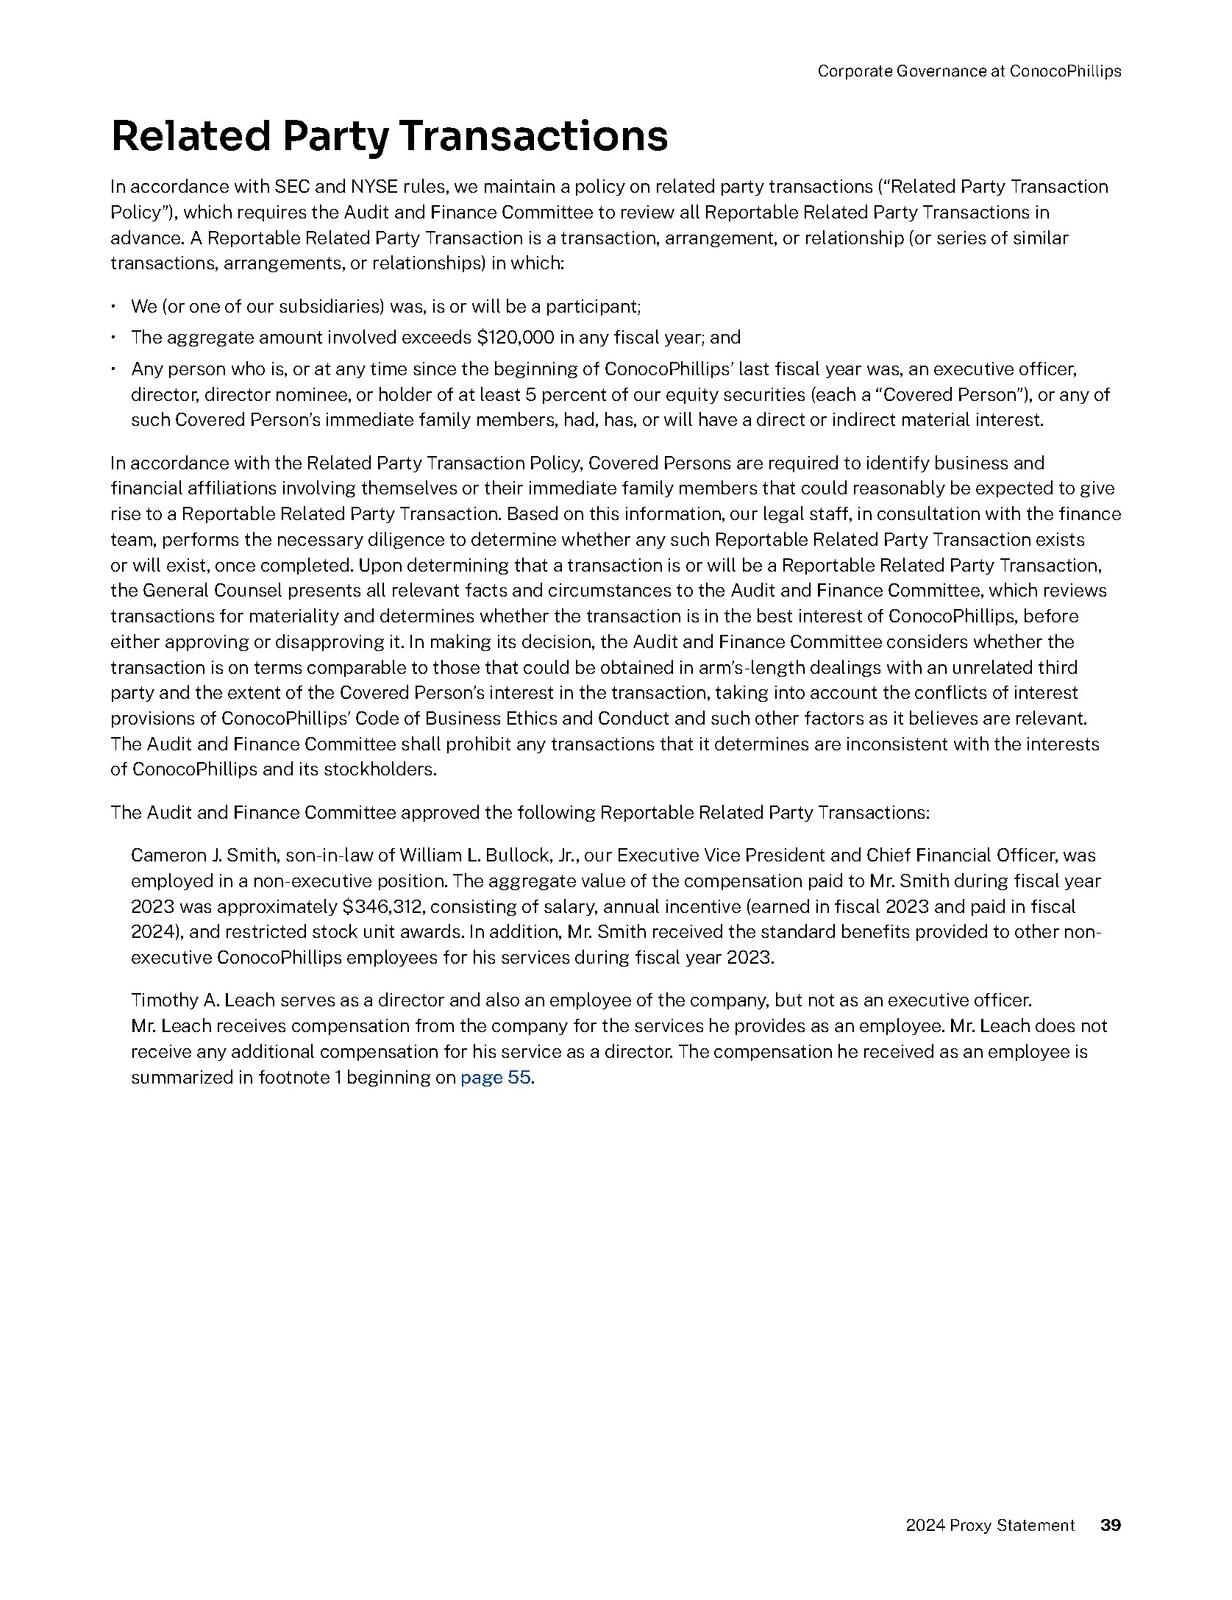 Corporate Governance at ConocoPhillips
Related Party Transactions
In accordance with SEC and NYSE rules, we maintain a policy on related party transactions (“Related Party Transaction
Policy”), which requires the Audit and Finance Committee to review all Reportable Related Party Transactions in
advance. A Reportable Related Party Transaction is a transaction, arrangement, or relationship (or series of similar
transactions, arrangements, or relationships) in which:
• We (or one of our subsidiaries) was, is or will be a participant;
• The aggregate amount involved exceeds $120,000 in any fiscal year; and
• Any person who is, or at any time since the beginning of ConocoPhillips’ last fiscal year was, an executive officer,
director, director nominee, or holder of at least 5 percent of our equity securities (each a “Covered Person”), or any of
such Covered Person’s immediate family members, had, has, or will have a direct or indirect material interest.
In accordance with the Related Party Transaction Policy, Covered Persons are required to identify business and
financial affiliations involving themselves or their immediate family members that could reasonably be expected to give
rise to a Reportable Related Party Transaction. Based on this information, our legal staff, in consultation with the finance
team, performs the necessary diligence to determine whether any such Reportable Related Party Transaction exists
or will exist, once completed. Upon determining that a transaction is or will be a Reportable Related Party Transaction,
the General Counsel presents all relevant facts and circumstances to the Audit and Finance Committee, which reviews
transactions for materiality and determines whether the transaction is in the best interest of ConocoPhillips, before
either approving or disapproving it. In making its decision, the Audit and Finance Committee considers whether the
transaction is on terms comparable to those that could be obtained in arm’s-length dealings with an unrelated third
party and the extent of the Covered Person’s interest in the transaction, taking into account the conflicts of interest
provisions of ConocoPhillips’ Code of Business Ethics and Conduct and such other factors as it believes are relevant.
The Audit and Finance Committee shall prohibit any transactions that it determines are inconsistent with the interests
of ConocoPhillips and its stockholders.
The Audit and Finance Committee approved the following Reportable Related Party Transactions:
Cameron J. Smith, son-in-law of William L. Bullock, Jr., our Executive Vice President and Chief Financial Officer, was
employed in a non-executive position. The aggregate value of the compensation paid to Mr. Smith during fiscal year
2023 was approximately $346,312, consisting of salary, annual incentive (earned in fiscal 2023 and paid in fiscal
2024), and restricted stock unit awards. In addition, Mr. Smith received the standard benefits provided to other non-
executive ConocoPhillips employees for his services during fiscal year 2023.
Timothy A. Leach serves as a director and also an employee of the company, but not as an executive officer.
Mr. Leach receives compensation from the company for the services he provides as an employee. Mr. Leach does not
receive any additional compensation for his service as a director. The compensation he received as an employee is
summarized in footnote 1 beginning on page 55.
2024 Proxy Statement 39